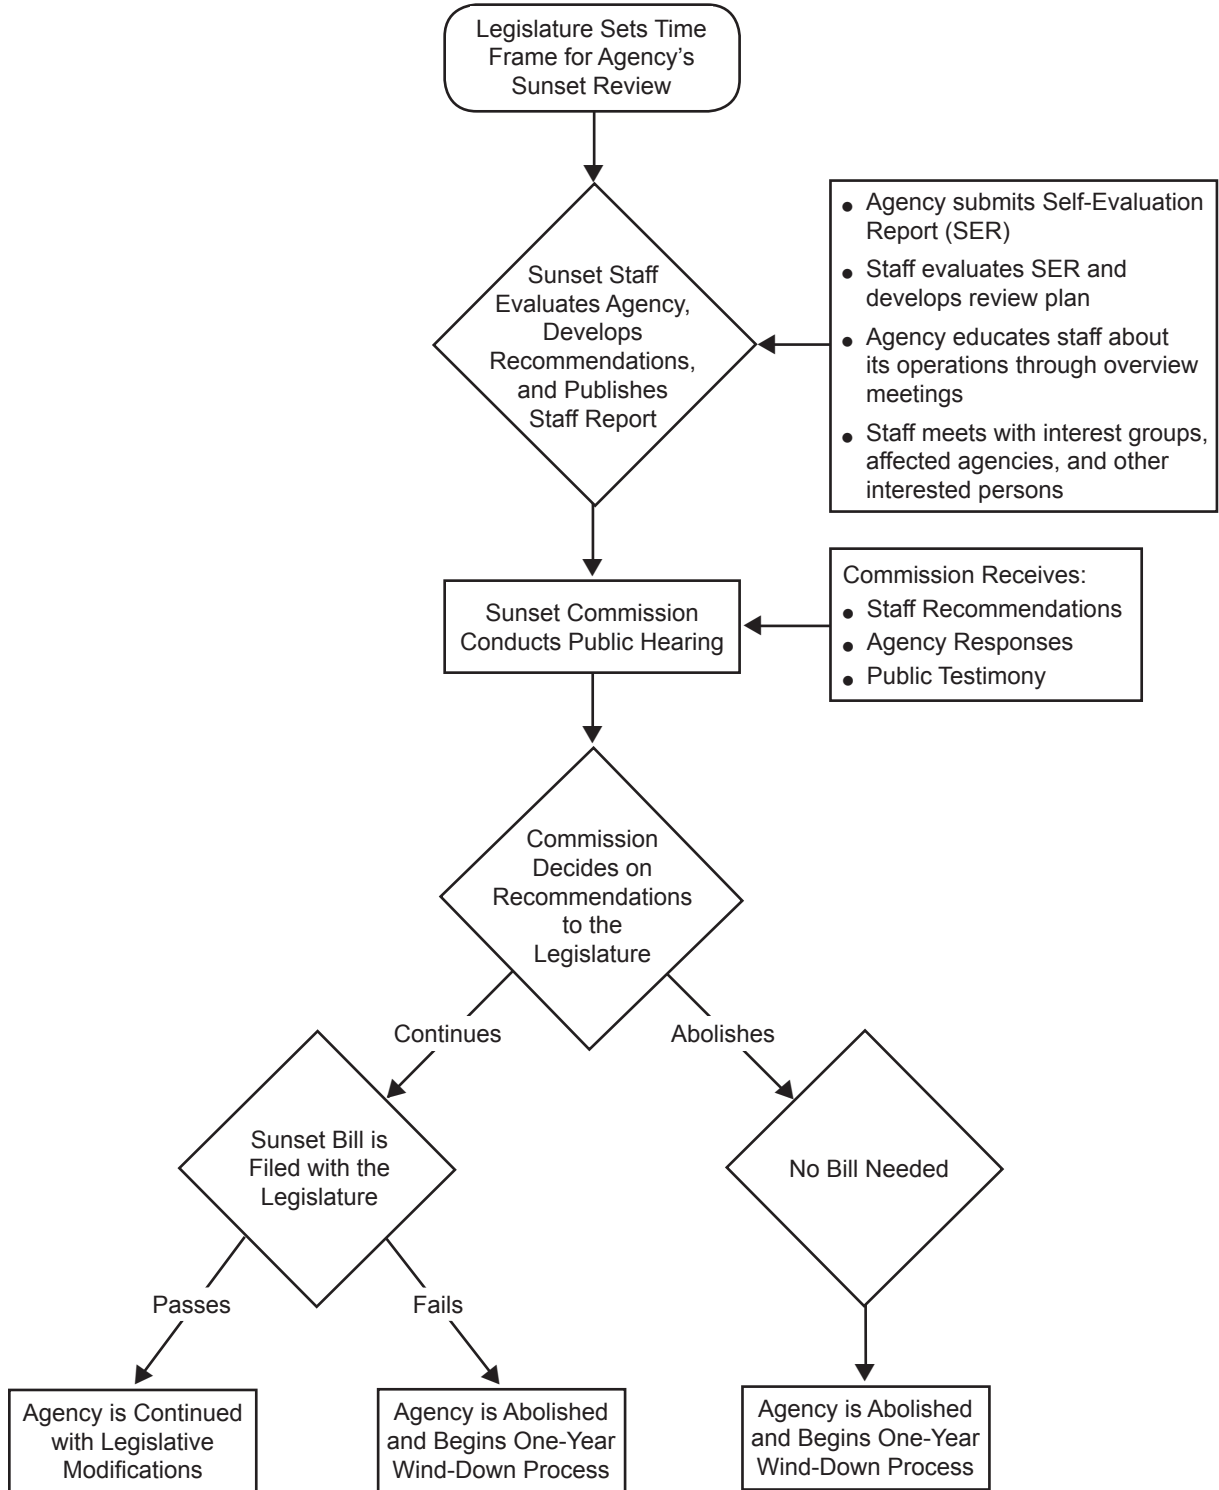 Legislature Sets Time
Frame for Agency’s
Sunset Review
Sunset Staff
Evaluates Agency,
Develops
Recommendations,
and Publishes
Staff Report
● Agency submits Self-Evaluation
Report (SER)
● Staff evaluates SER and
develops review plan
● Agency educates staff about
its operations through overview
meetings
● Staff meets with interest groups,
affected agencies, and other
interested persons
Sunset Commission
Conducts Public Hearing
Commission Receives:
● Staff Recommendations
● Agency Responses
● Public Testimony
Commission
Decides on
Recommendations
to the
Legislature
Continues
Abolishes
Sunset Bill is
Filed with the
Legislature
No Bill Needed
Passes
Fails
Agency is Continued
with Legislative
Modifications
Agency is Abolished
and Begins One-Year
Wind-Down Process
Agency is Abolished
and Begins One-Year
Wind-Down Process